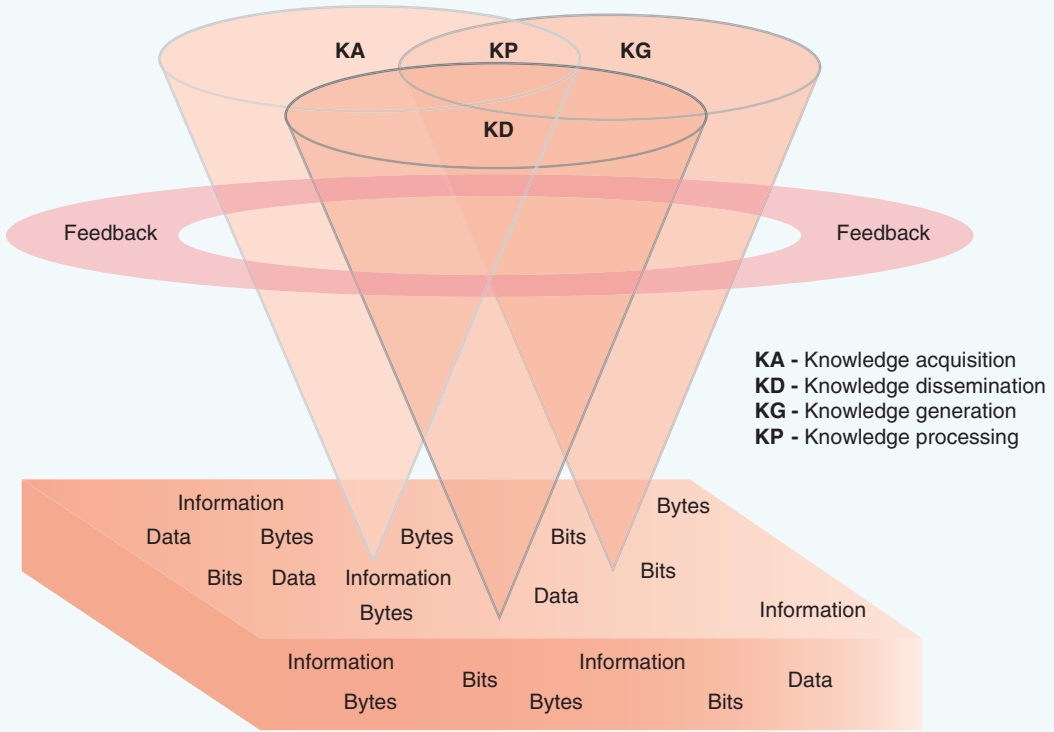 KA KP KG
KD
Feedback Feedback
KA - Knowledge acquisition
KD - Knowledge dissemination
KG - Knowledge generation
KP - Knowledge processing
Information Bytes
Data Bytes Bytes Bits
Bits Data Information Bits
Bytes Data Information
Information Information
Bits Data
Bytes Bytes Bits